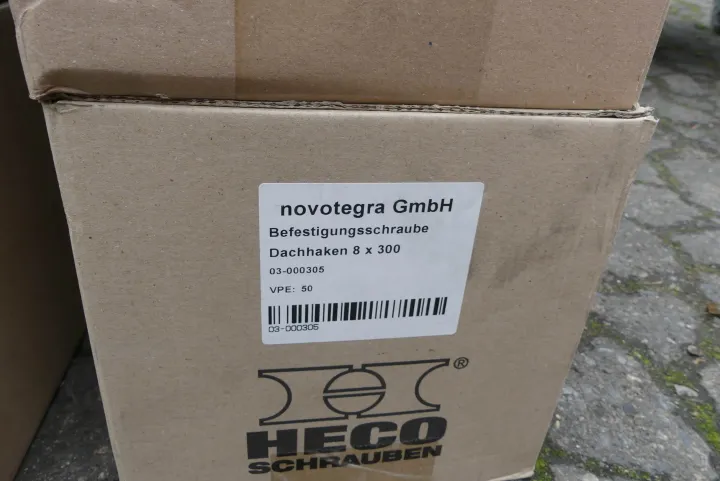 novotegra GmbH
Befestigungsschraube
Dachhaken 8 x 300
03-000305
VPE: 50
03-000305
®
HECO
SCHRAUBEN